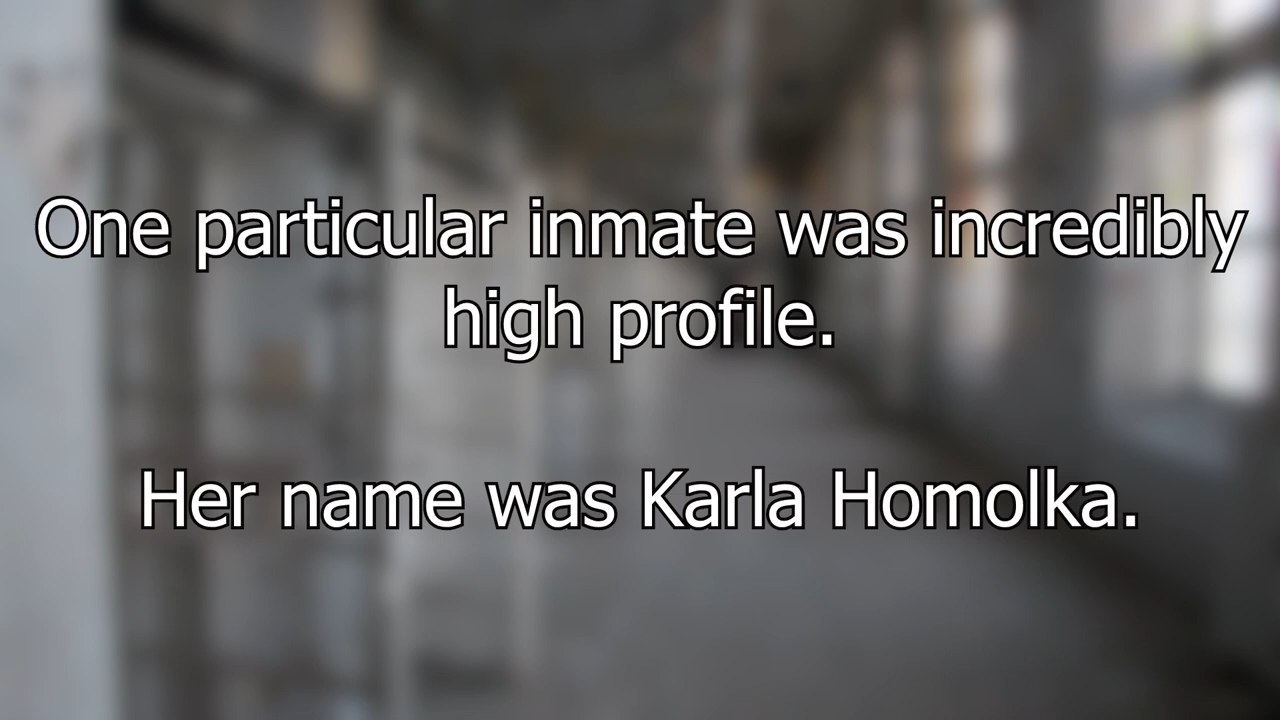 One particular inmate was incredibly
high profile.
Her name was Karla Homolka.